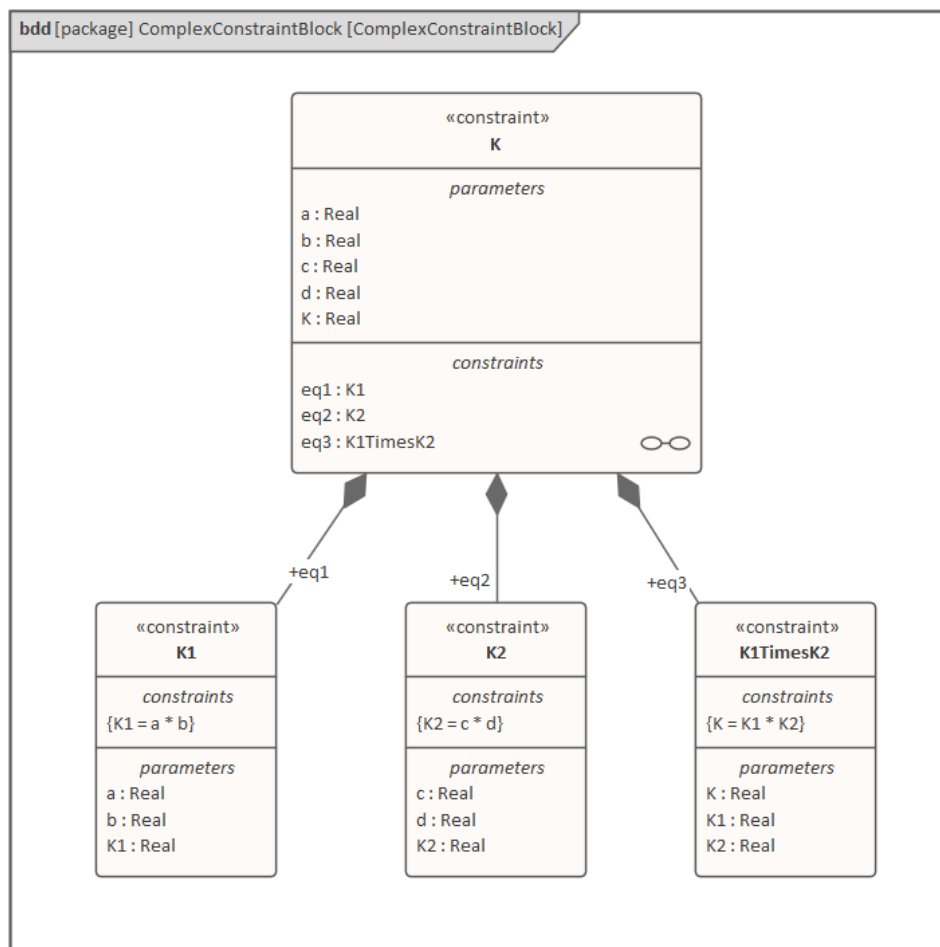 bdd [package] ComplexConstraintBlock [ComplexConstraintBlock]
«constraint»
K
parameters
a : Real
b : Real
c : Real
d : Real
K : Real
constraints
eq1 : K1
eq2 : K2
eq3 : K1TimesK2
+eq1
+eq2
+eq3
«constraint»
K1
constraints
{K1 = a * b}
parameters
a : Real
b : Real
K1 : Real
«constraint»
K2
constraints
{K2 = c * d}
parameters
c : Real
d : Real
K2 : Real
«constraint»
K1TimesK2
constraints
{K = K1 * K2}
parameters
K : Real
K1 : Real
K2 : Real